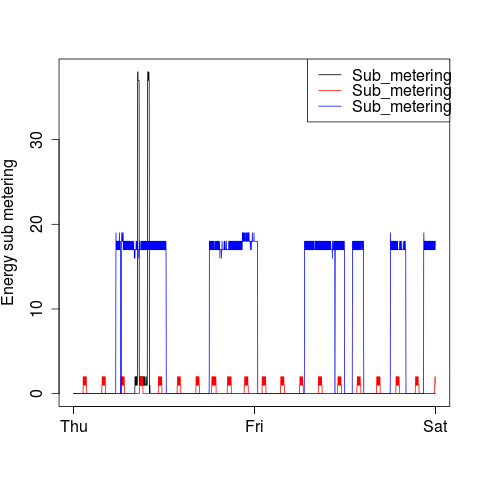 Sub_metering
Sub_metering
Sub_metering
Energy sub metering
30
20
10
0
Thu
Fri
Sat